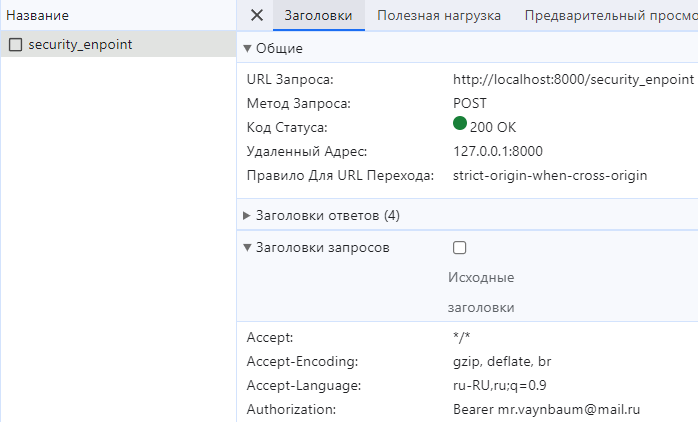 Название
Заголовки
Полезная нагрузка
Предварительный просмо
security_enpoint
Общие
URL Запроса: http://localhost:8000/security_enpoint
Метод Запроса: POST
Код Статуса: 200 OK
Удаленный Адрес: 127.0.0.1:8000
Правило Для URL Перехода: strict-origin-when-cross-origin
Заголовки ответов (4)
Заголовки запросов
Исходные
заголовки
Accept: */*
Accept-Encoding: gzip, deflate, br
Accept-Language: ru-RU,ru;q=0.9
Authorization: Bearer mr.vaynbaum@mail.ru